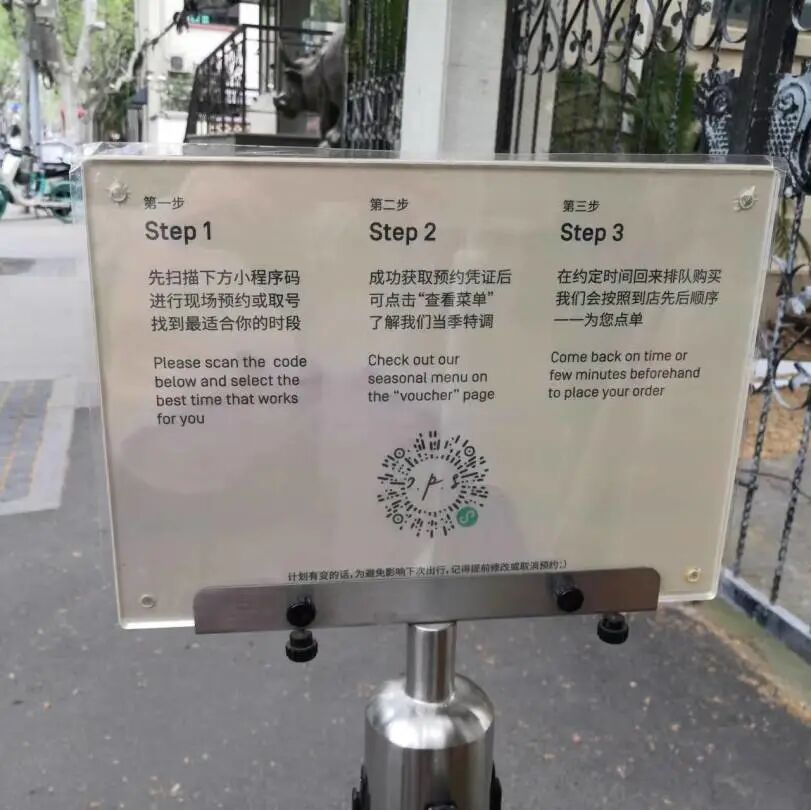 第一步
Step 1
先扫描下方小程序码
进行现场预约或取号
找到最适合你的时段
Please scan the code
below and select the
best time that works
for you
第二步
Step 2
成功获取预约凭证后
可点击“查看菜单”
了解我们当季特调
Check out our
seasonal menu on
the “voucher” page
第三步
Step 3
在约定时间回来排队购买
我们会按照到店先后顺序
一一为您点单
Come back on time or
few minutes beforehand
to place your order
o.p.s
计划有变的话,为避免影响下次出行,记得提前修改或取消预约:)